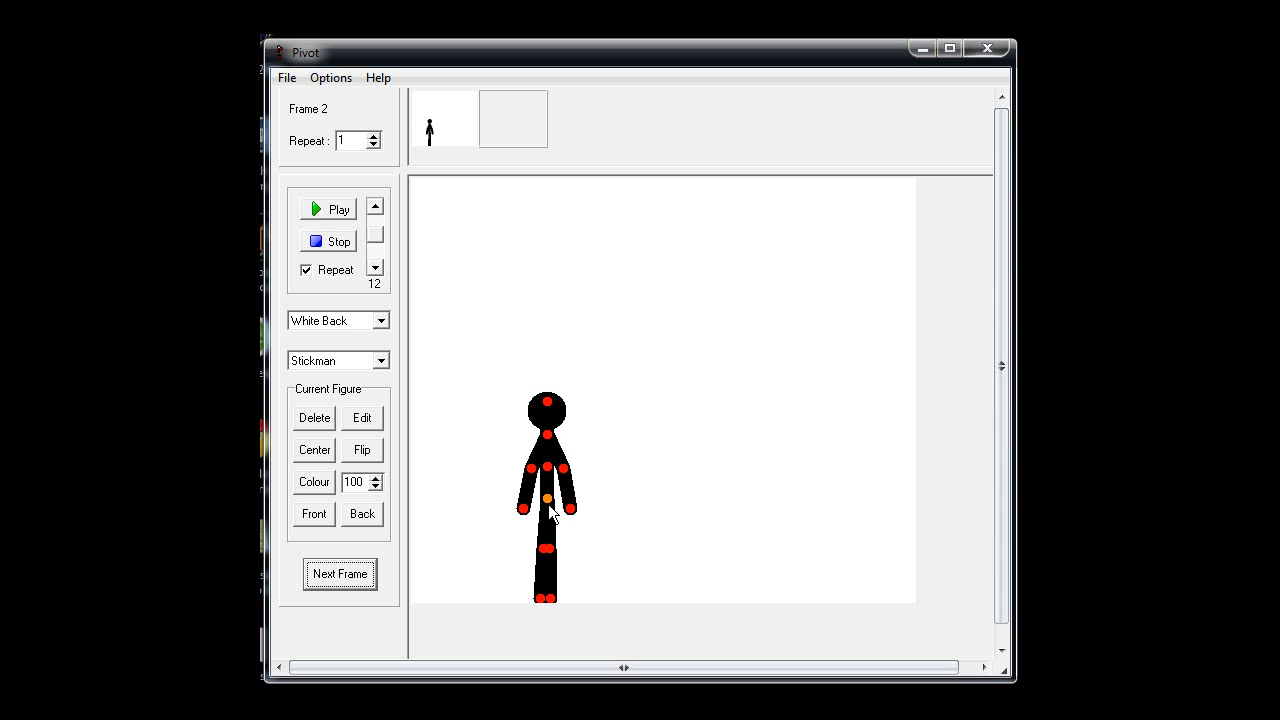 Pivot
File Options Help
Frame 2
Repeat : 1
Play
Stop
Repeat
12
White Back
Stickman
Current Figure
Delete Edit
Center Flip
Colour 100
Front Back
Next Frame